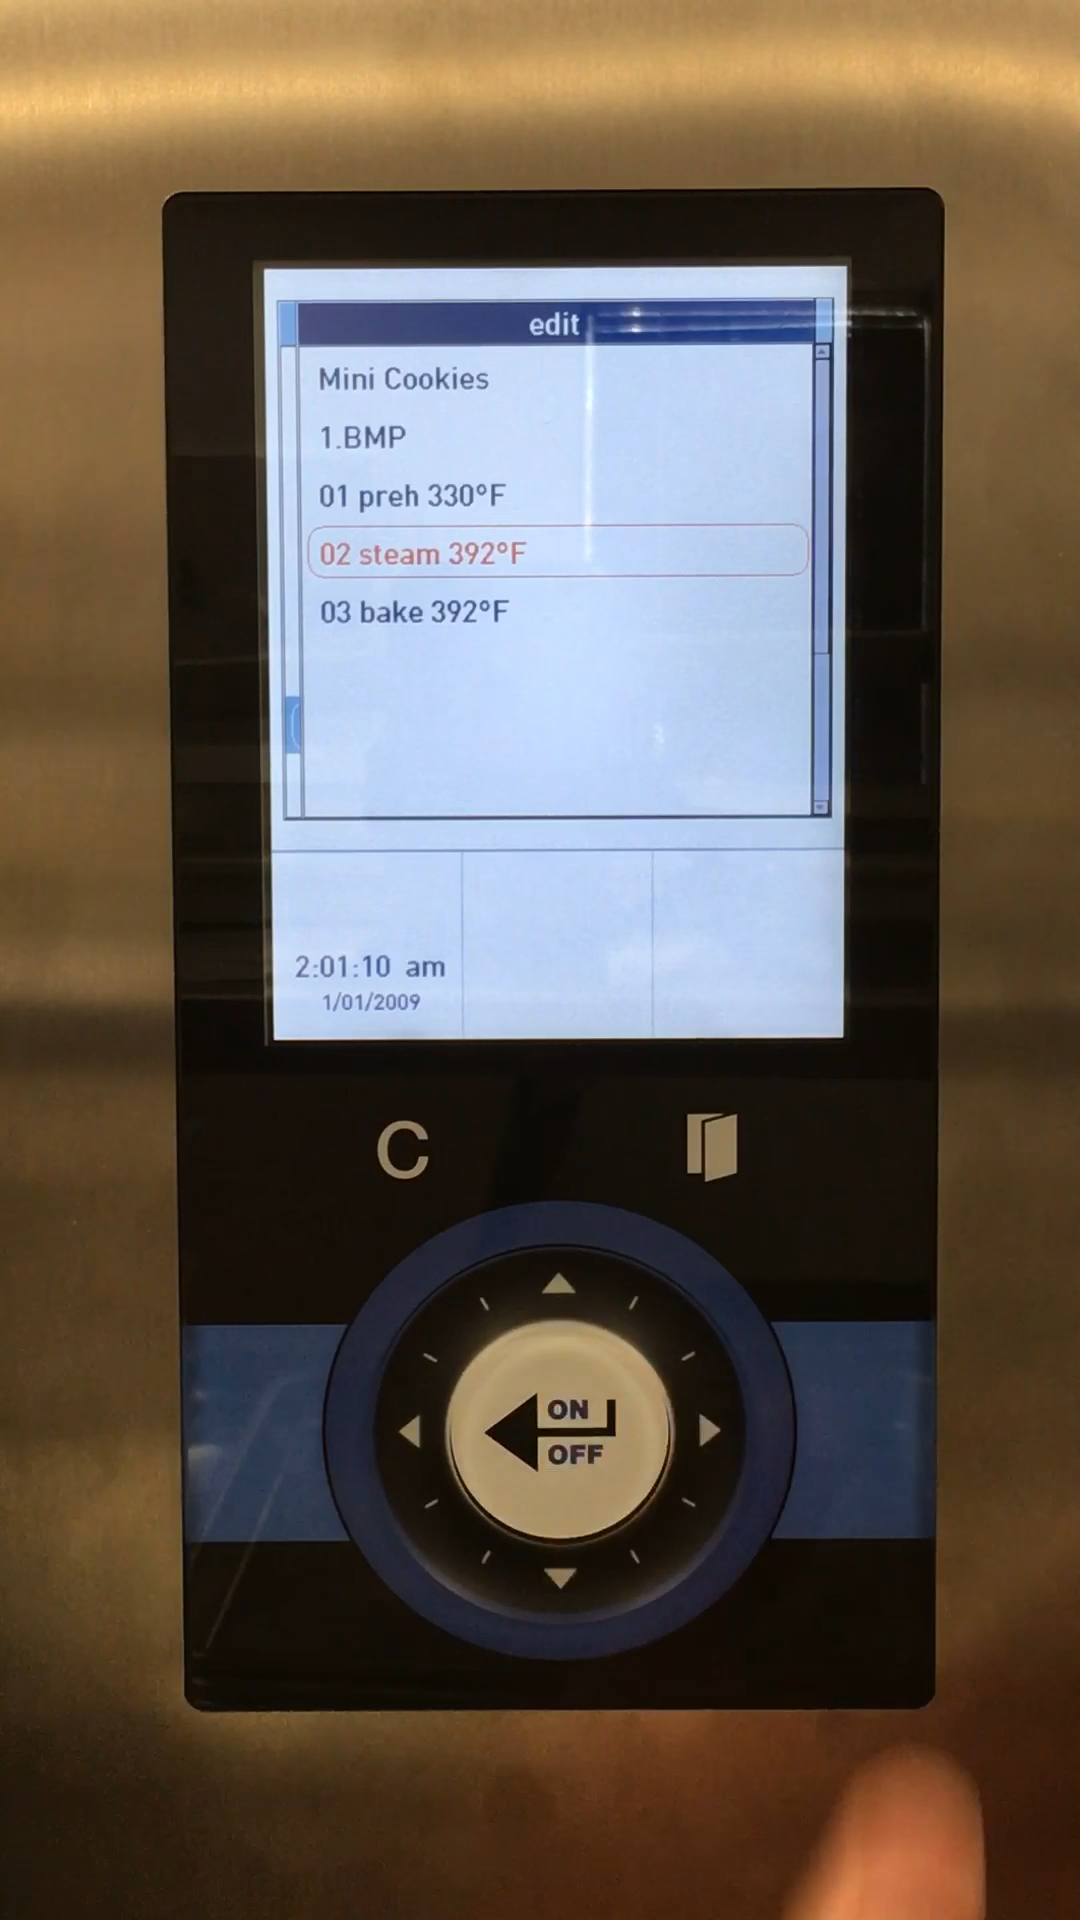 edit
Mini Cookies
1.BMP
01 preh 330°F
02 steam 392°F
03 bake 392°F
2:01:10 am
1/01/2009
C
ON
OFF